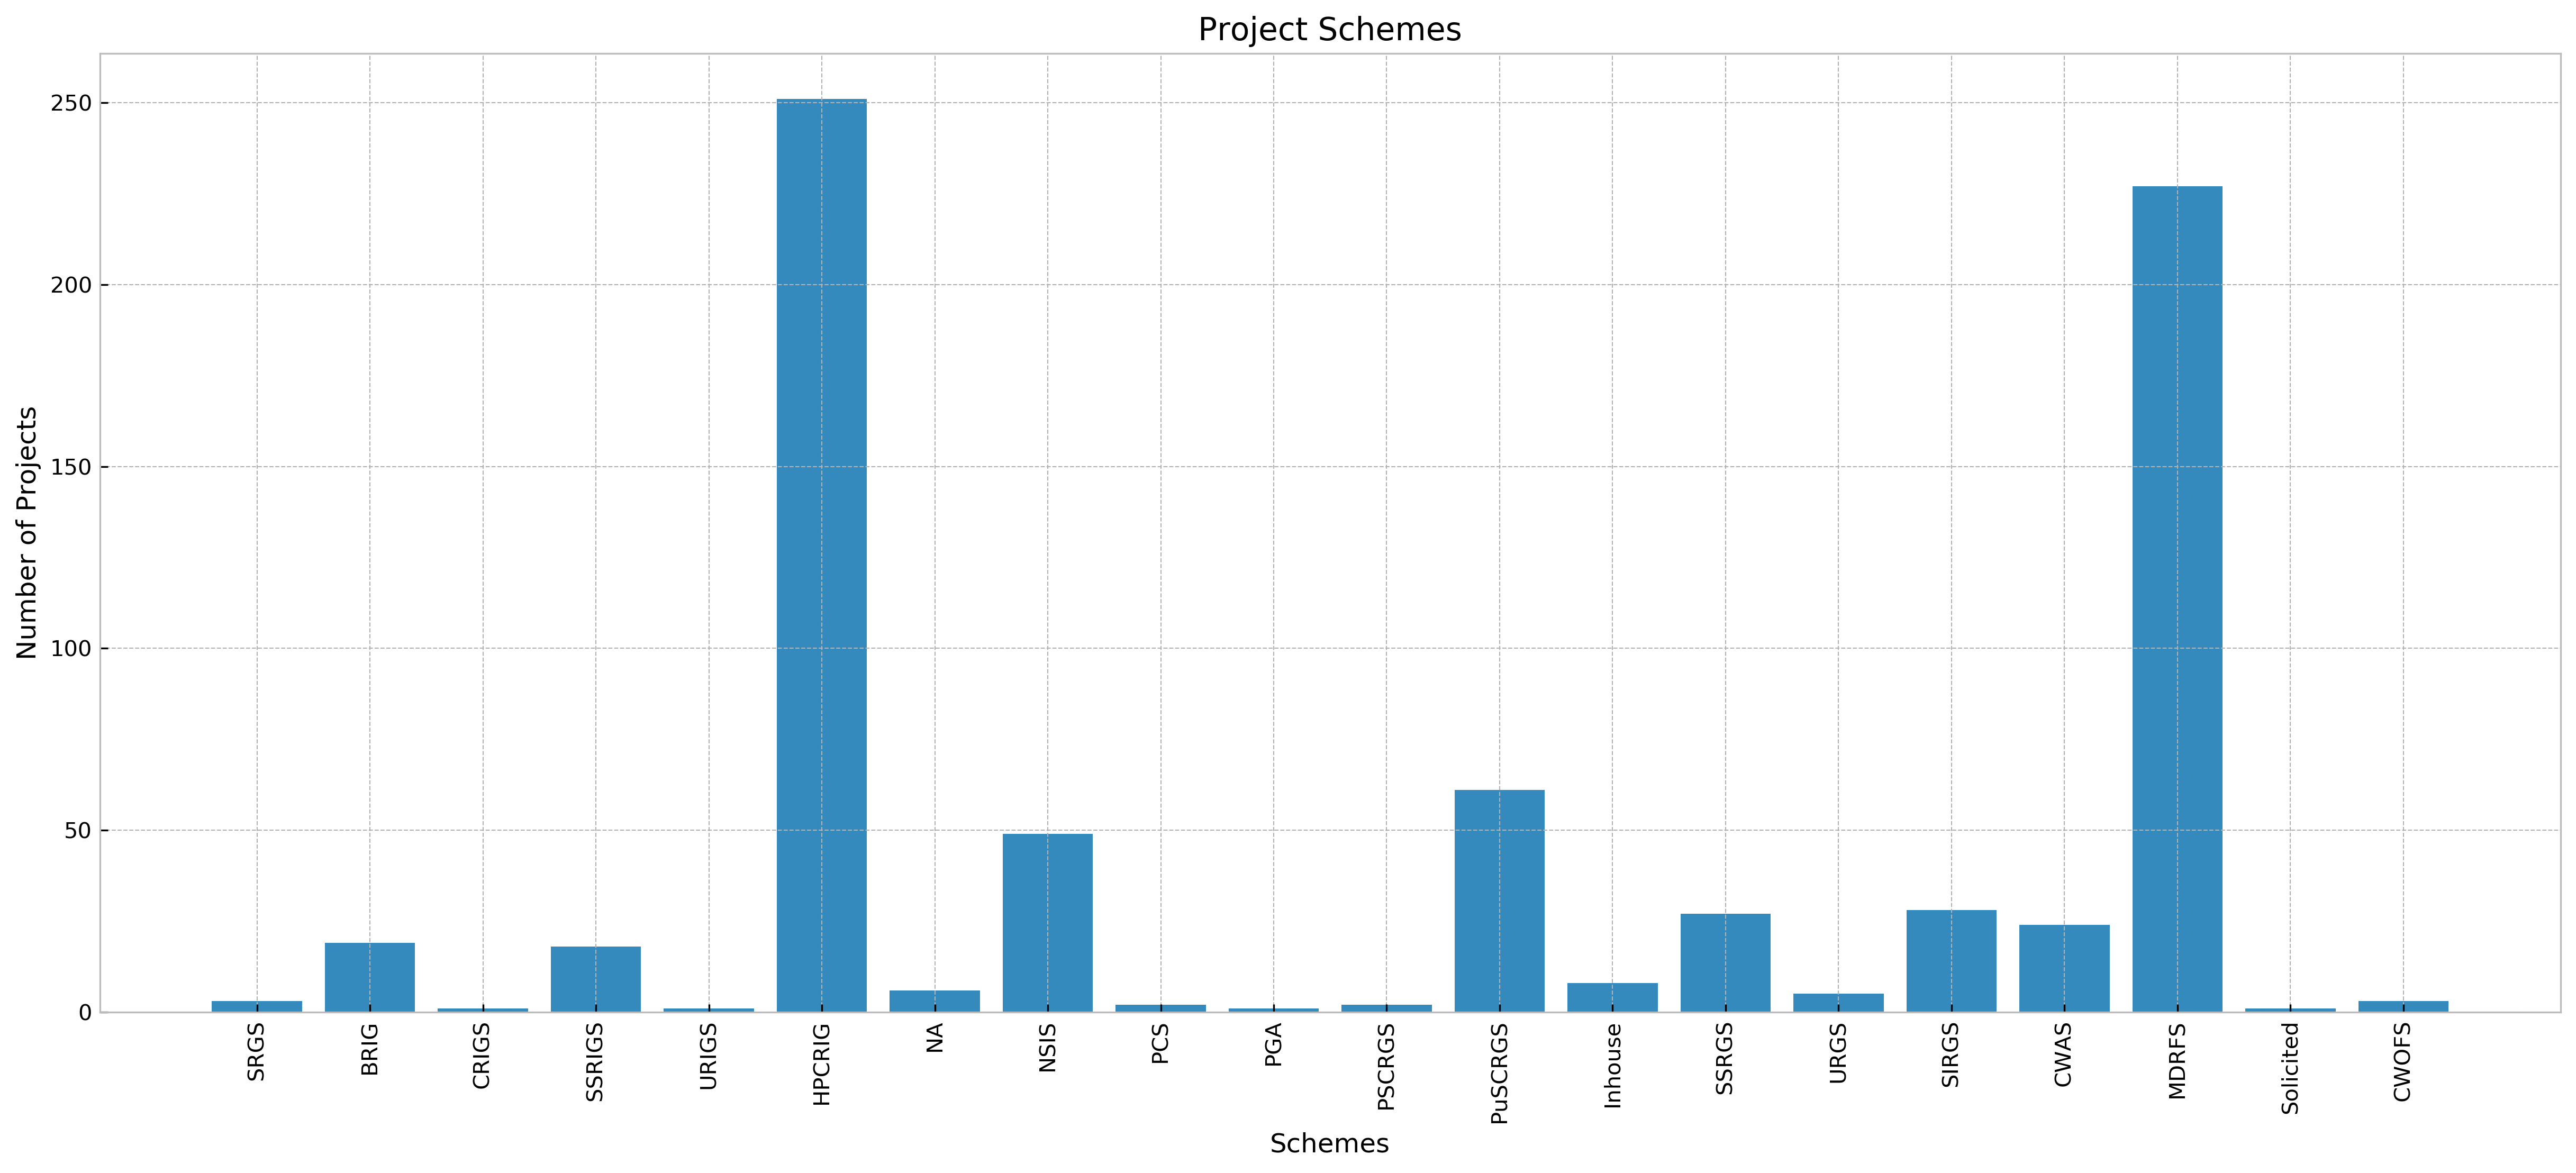 Project Schemes
Number of Projects
250
200
150
100
50
0
SRGS
BRIG
CRIGS
SSRIGS
URIGS
HPCRIG
NA
NSIS
PCS
PGA
PSCRGS
PuSCRGS
Inhouse
SSRGS
URGS
SIRGS
CWAS
MDRFS
Solicited
CWOFS
Schemes